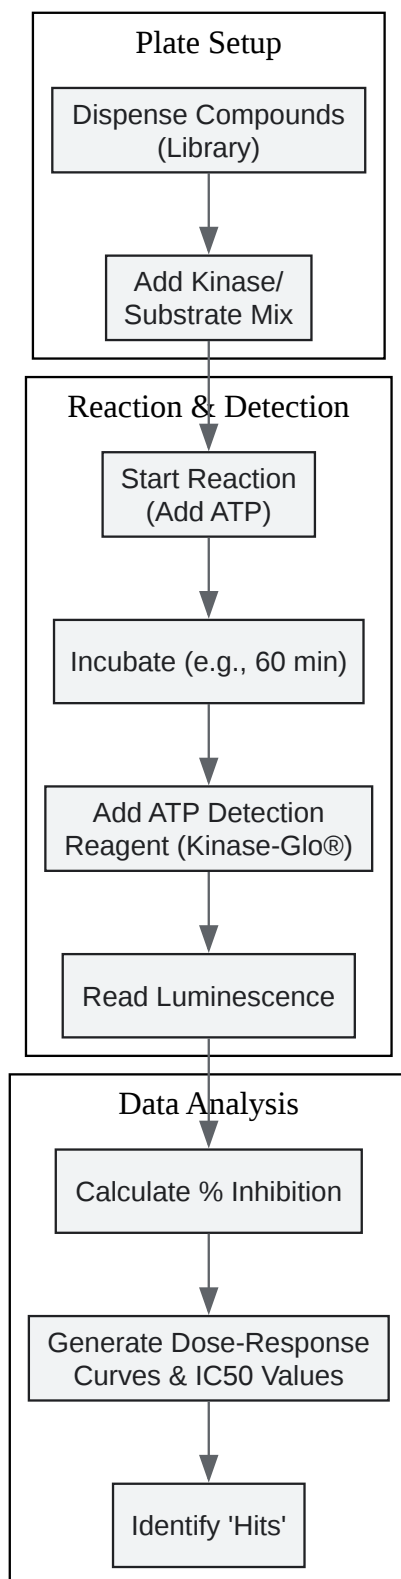 Plate Setup
Dispense Compounds
(Library)
Add Kinase/
Substrate Mix
Reaction & Detection
Start Reaction
(Add ATP)
Incubate (e.g., 60 min)
Add ATP Detection
Reagent (Kinase-Glo®)
Read Luminescence
Data Analysis
Calculate % Inhibition
Generate Dose-Response
Curves & IC50 Values
Identify 'Hits'